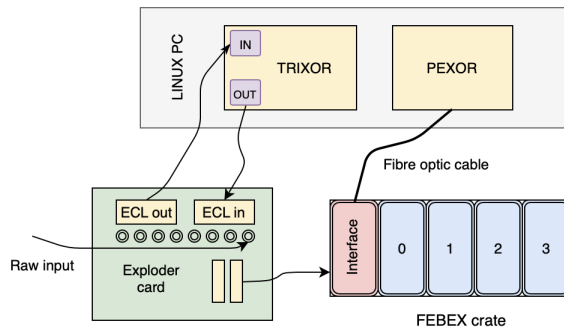 LINUX PC
IN
TRIXOR
OUT
PEXOR
Fibre optic cable
ECL out
ECL in
Raw input
Exploder
card
Interface
0
1
2
3
FEBEX crate